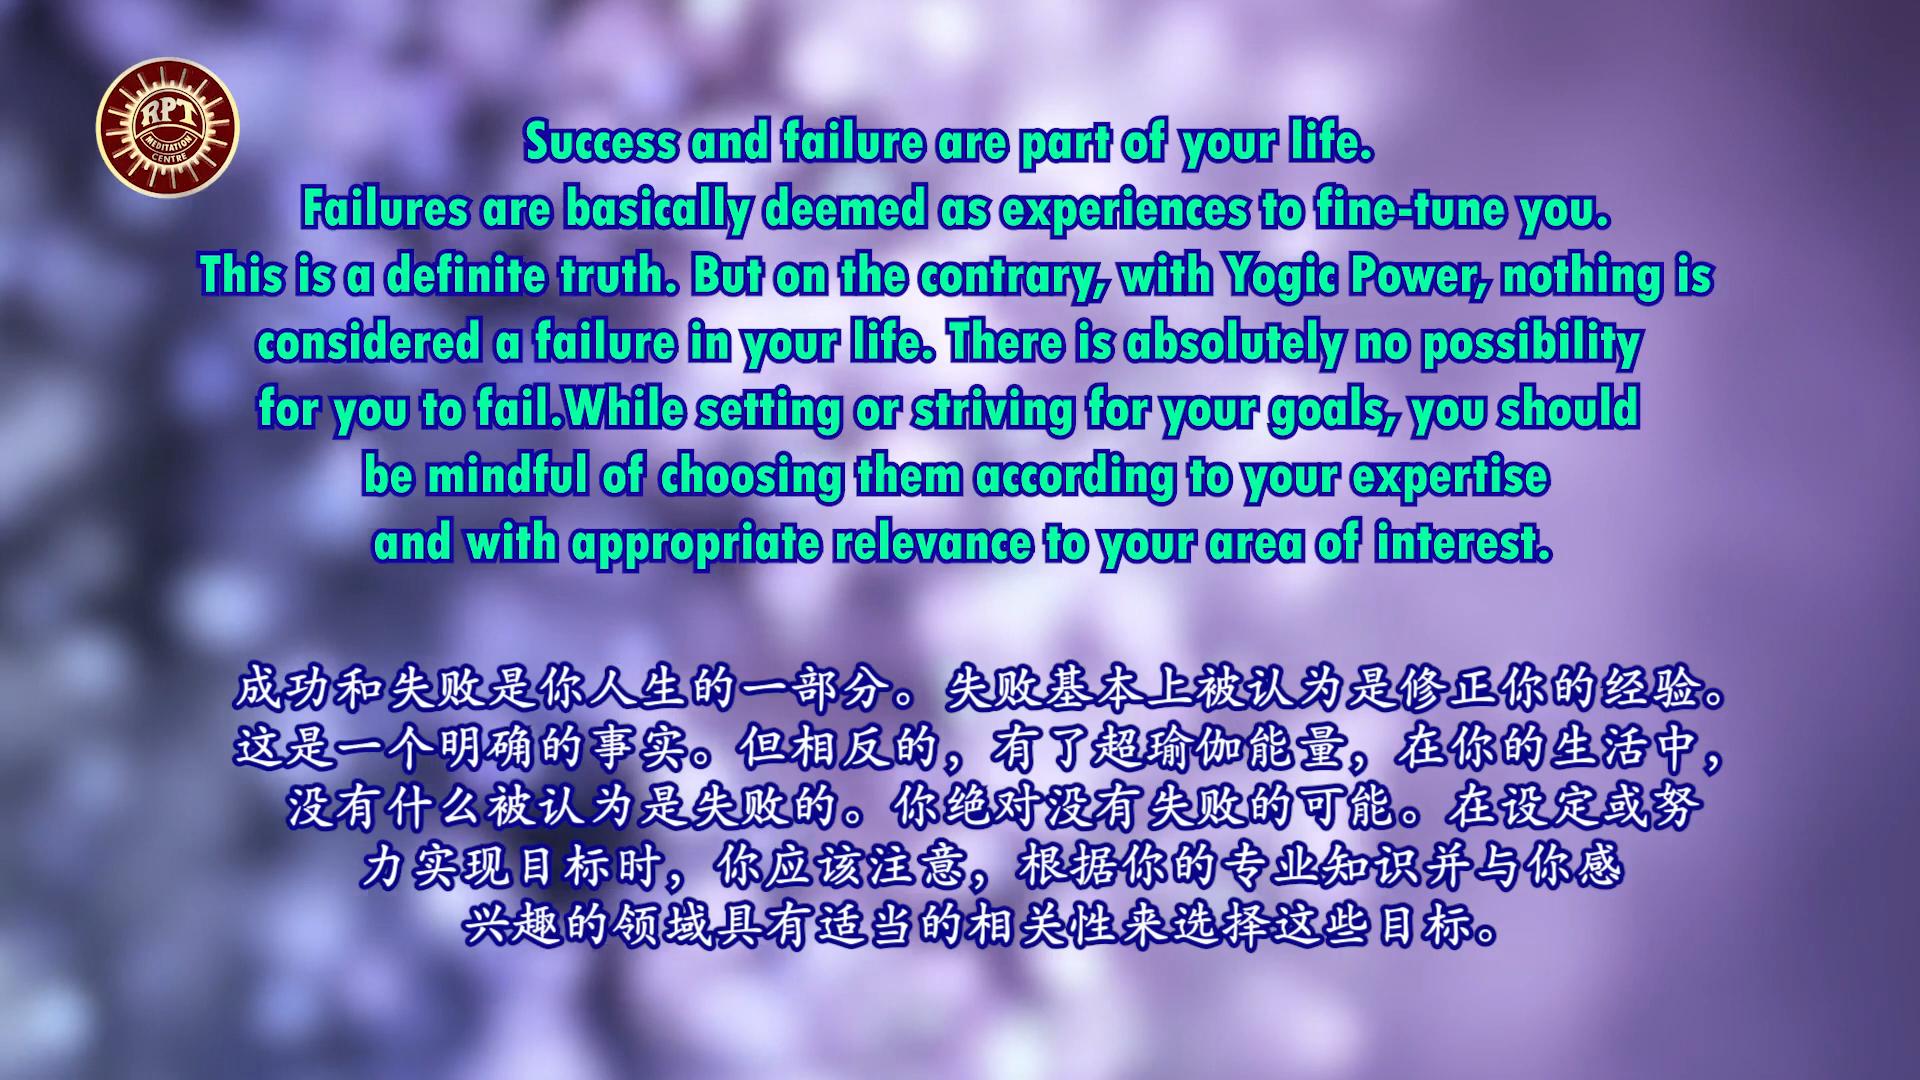 RPT
MEDITATION
CENTRE
Success and failure are part of your life.
Failures are basically deemed as experiences to fine-tune you.
This is a definite truth. But on the contrary, with Yogic Power, nothing is
considered a failure in your life. There is absolutely no possibility
for you to fail.While setting or striving for your goals, you should
be mindful of choosing them according to your expertise
and with appropriate relevance to your area of interest.
成功和失败是你人生的一部分。失败基本上被认为是修正你的经验。
这是一个明确的事实。但相反的，有了超瑜伽能量，在你的生活中，
没有什么被认为是失败的。你绝对没有失败的可能。在设定或努
力实现目标时，你应该注意，根据你的专业知识并与你感
兴趣的领域具有适当的相关性来选择这些目标。